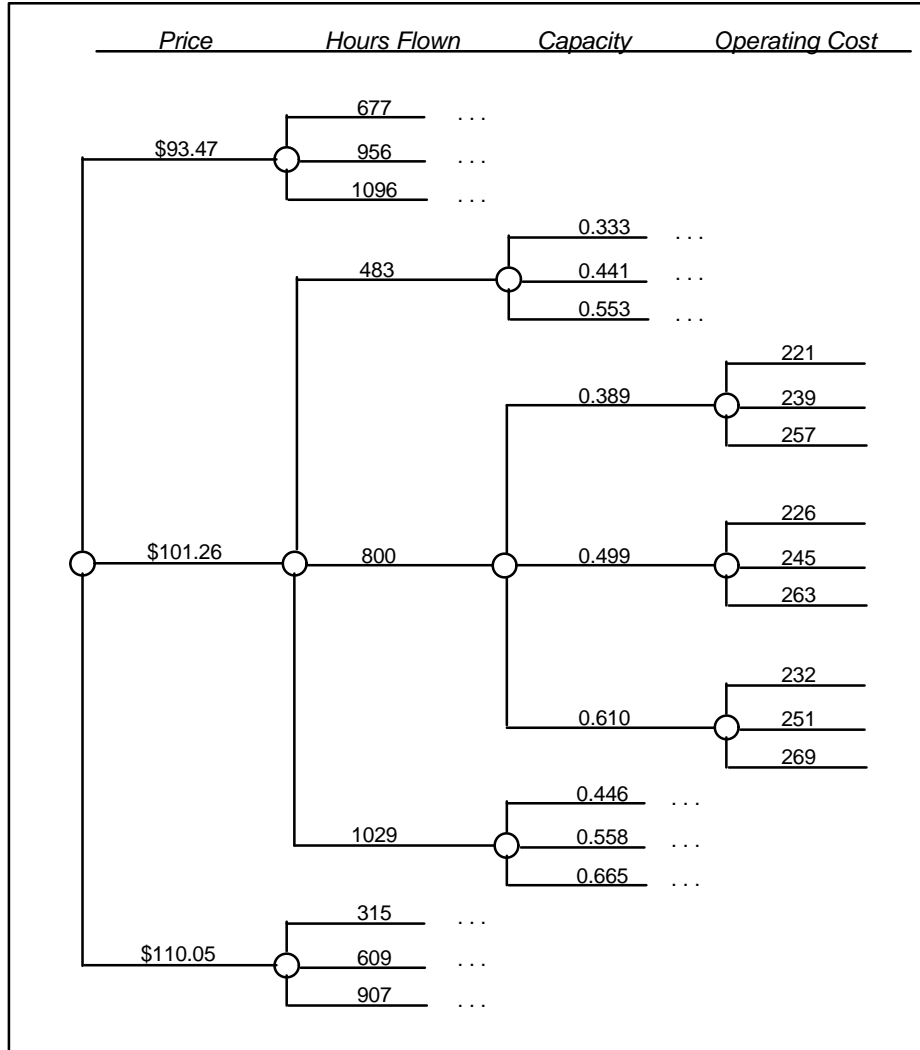 Price Hours Flown Capacity Operating Cost
677 . . .
$93.47 956 . . .
1096 . . .
0.333 . . .
483 0.441 . . .
0.553 . . .
221
0.389 239
257
226
$101.26 800 0.499 245
263
232
0.610 251
269
0.446 . . .
1029 0.558 . . .
0.665 . . .
315 . . .
$110.05 609 . . .
907 . . .